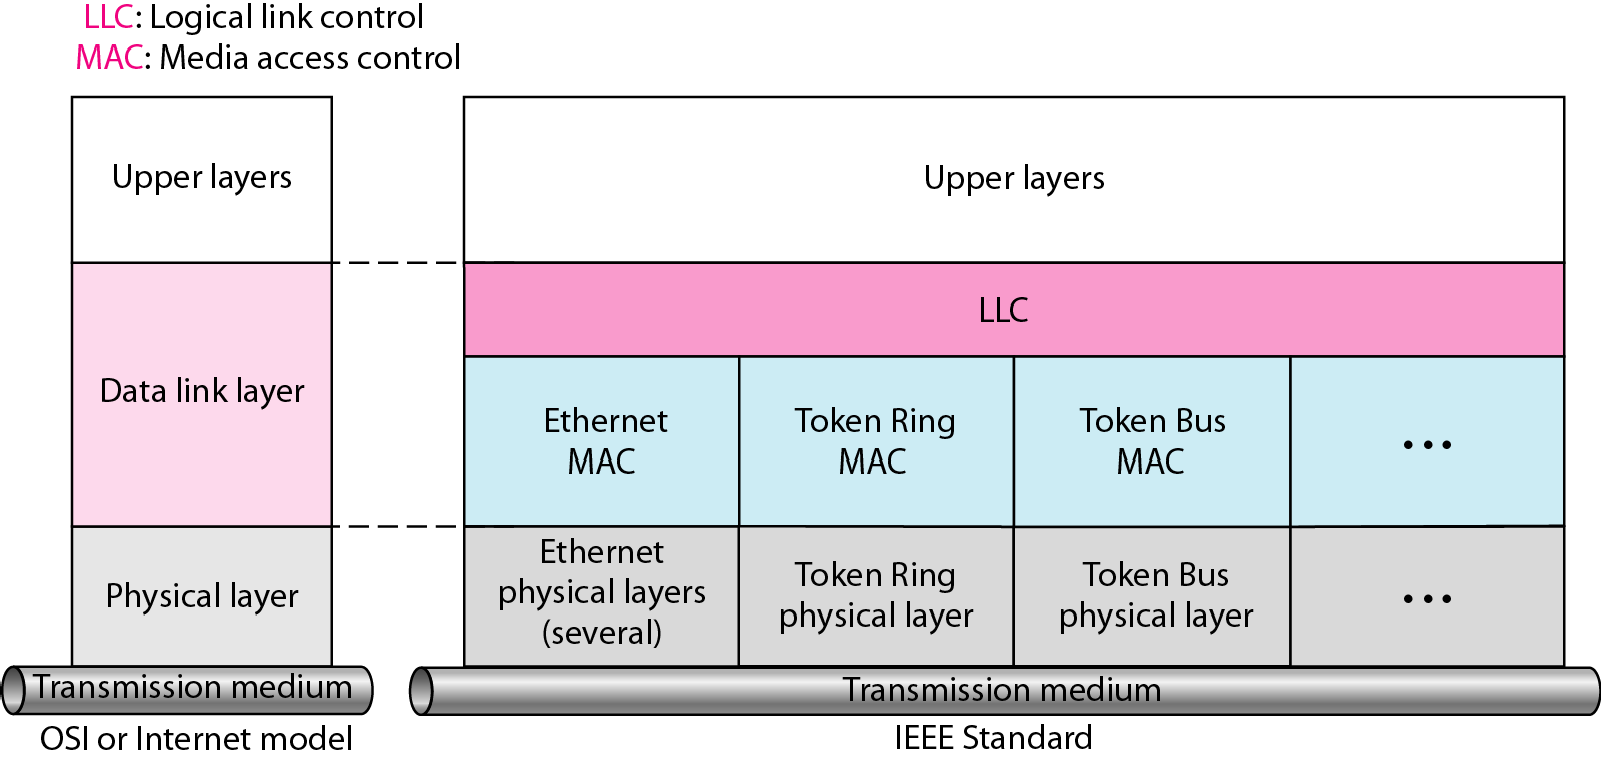 LLC: Logical link control
MAC: Media access control
Upper layers
Data link layer
Physical layer
Transmission medium
OSI or Internet model
Upper layers
LLC
Ethernet
MAC
Token Ring
MAC
Token Bus
MAC
•••
Ethernet
physical layers
(several)
Token Ring
physical layer
Token Bus
physical layer
•••
Transmission medium
IEEE Standard